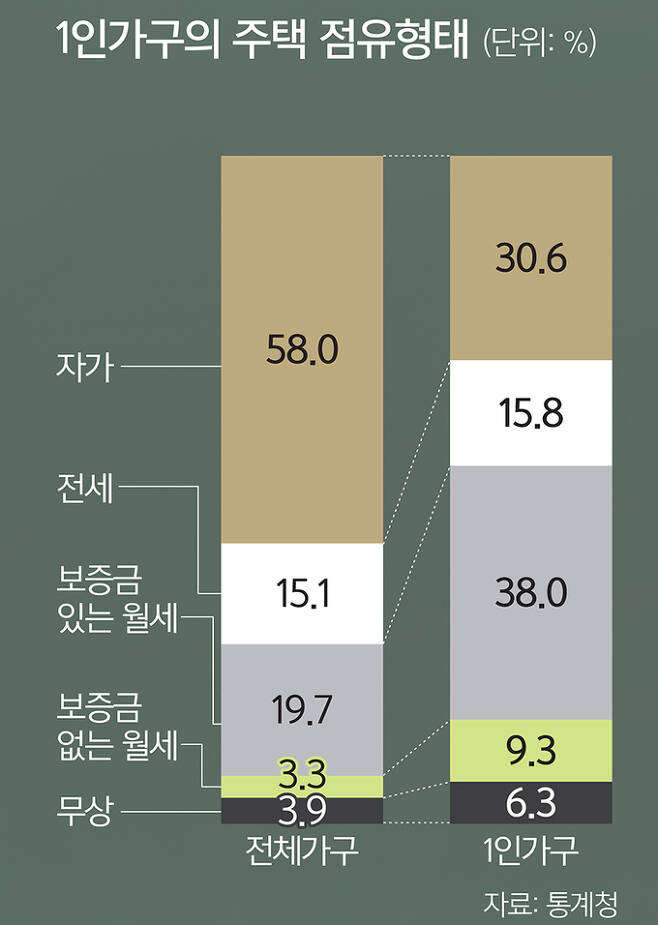 1인가구의 주택 점유형태 (단위: %)
자가
전세
보증금
있는 월세
보증금
없는 월세
무상
58.0
15.1
19.7
3.3
3.9
전체가구
30.6
15.8
38.0
9.3
6.3
1인가구
자료: 통계청